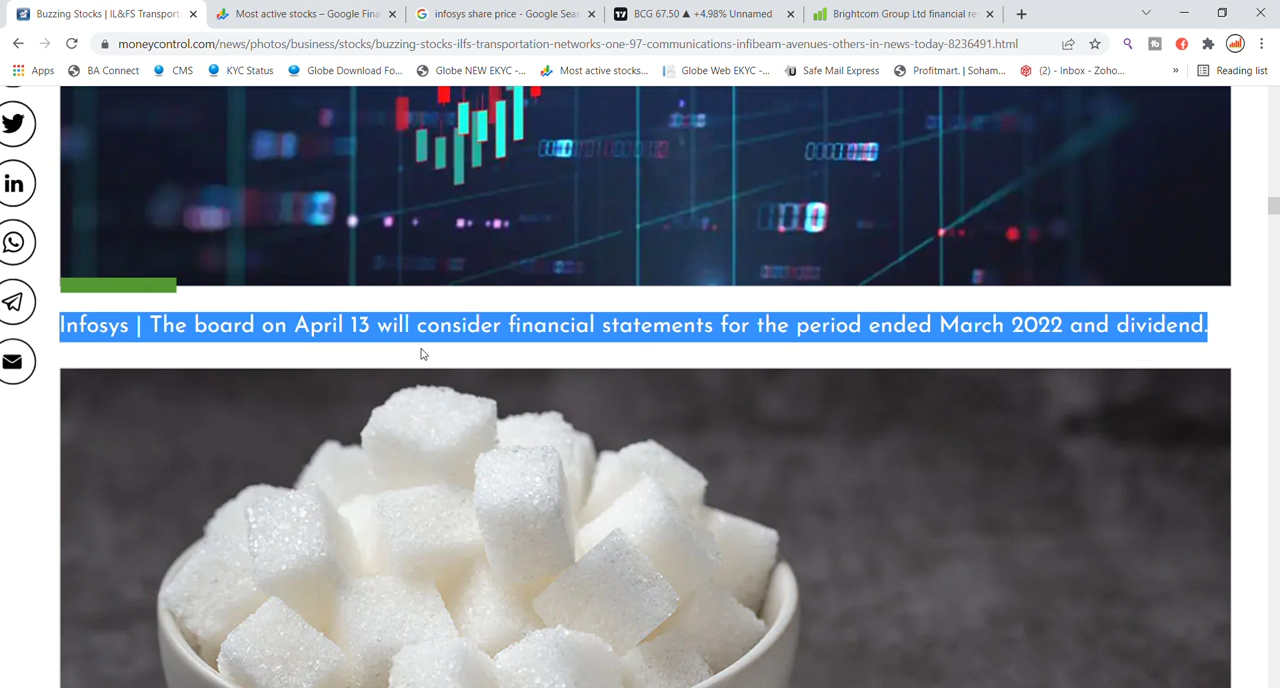 Buzzing Stocks | IL&FS Transport
Most active stocks – Google Fina
infosys share price - Google Sear
BCG 67.50 ▲ +4.98% Unnamed
Brightcom Group Ltd financial re
moneycontrol.com/news/photos/business/stocks/buzzing-stocks-ilfs-transportation-networks-one-97-communications-infibeam-avenues-others-in-news-today-8236491.html
Apps
BA Connect
CMS
KYC Status
Globe Download Fo...
Globe NEW EKYC -...
Most active stocks...
Globe Web EKYC -...
Safe Mail Express
Profitmart. | Soham...
(2) - Inbox - Zoho...
»
Reading list
Infosys | The board on April 13 will consider financial statements for the period ended March 2022 and dividend.